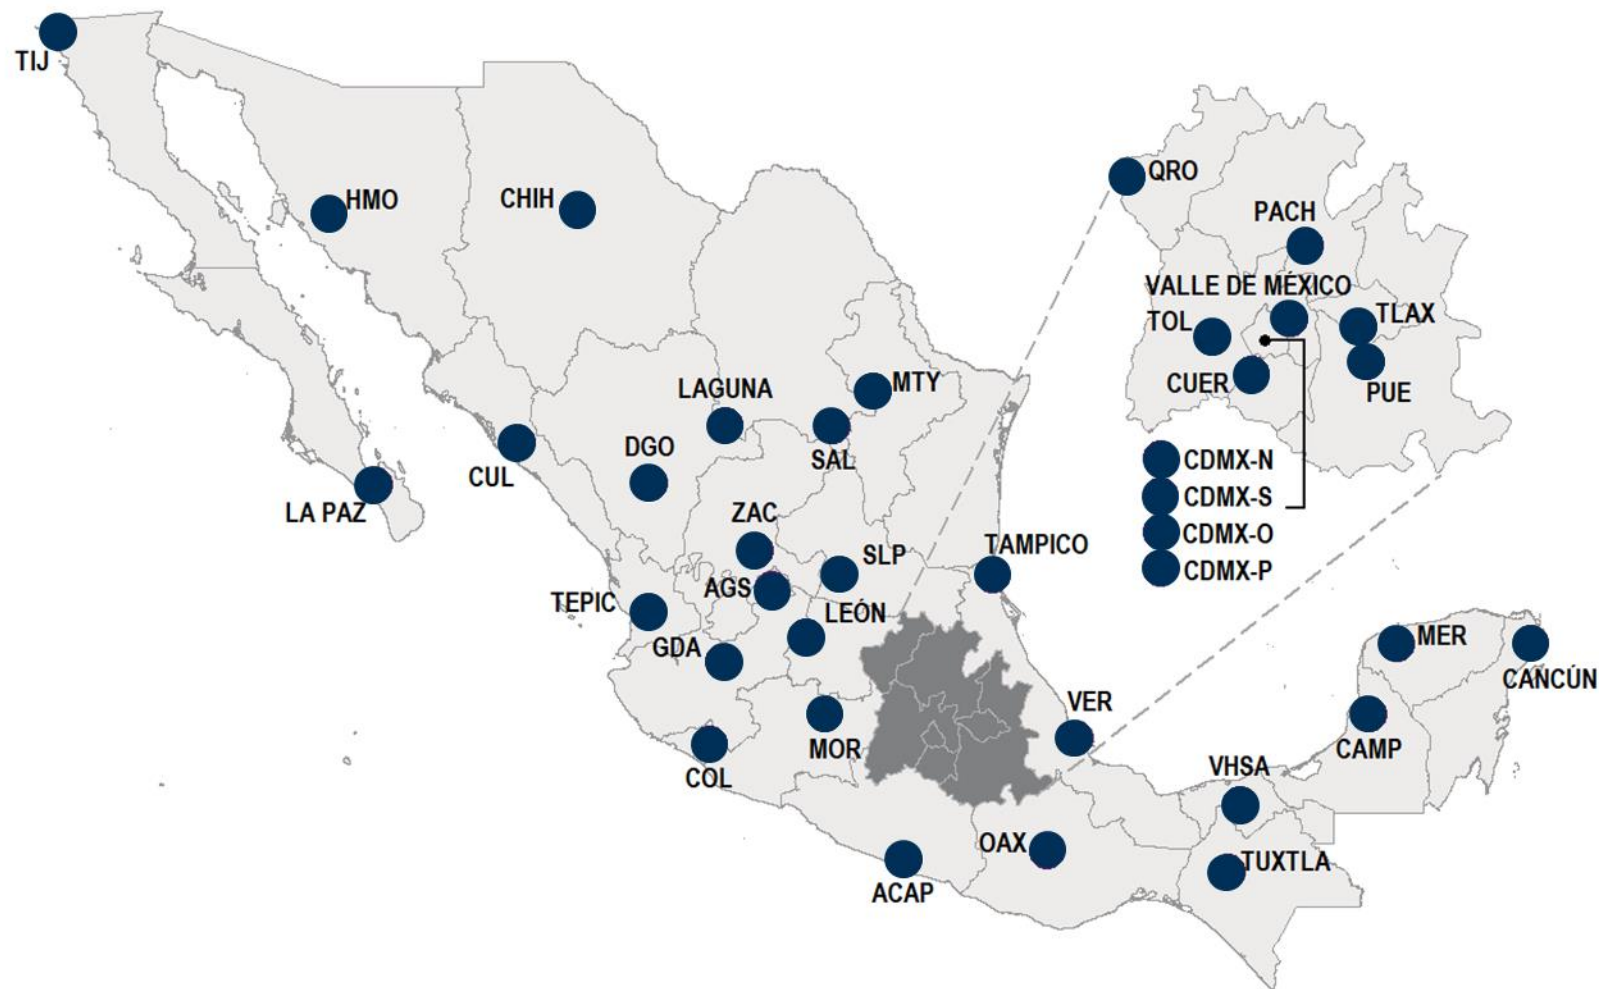 TIJ
HMO
CHIH
QRO
PACH
VALLE DE MÉXICO
TOL
TLAX
CUER
PUE
LAGUNA
MTY
DGO
SAL
CUL
LA PAZ
CDMX-N
CDMX-S
CDMX-O
CDMX-P
ZAC
SLP
TAMPICO
AGS
TEPIC
LEÓN
GDA
MER
CANCÚN
VER
MOR
CAMP
COL
VHSA
OAX
TUXTLA
ACAP